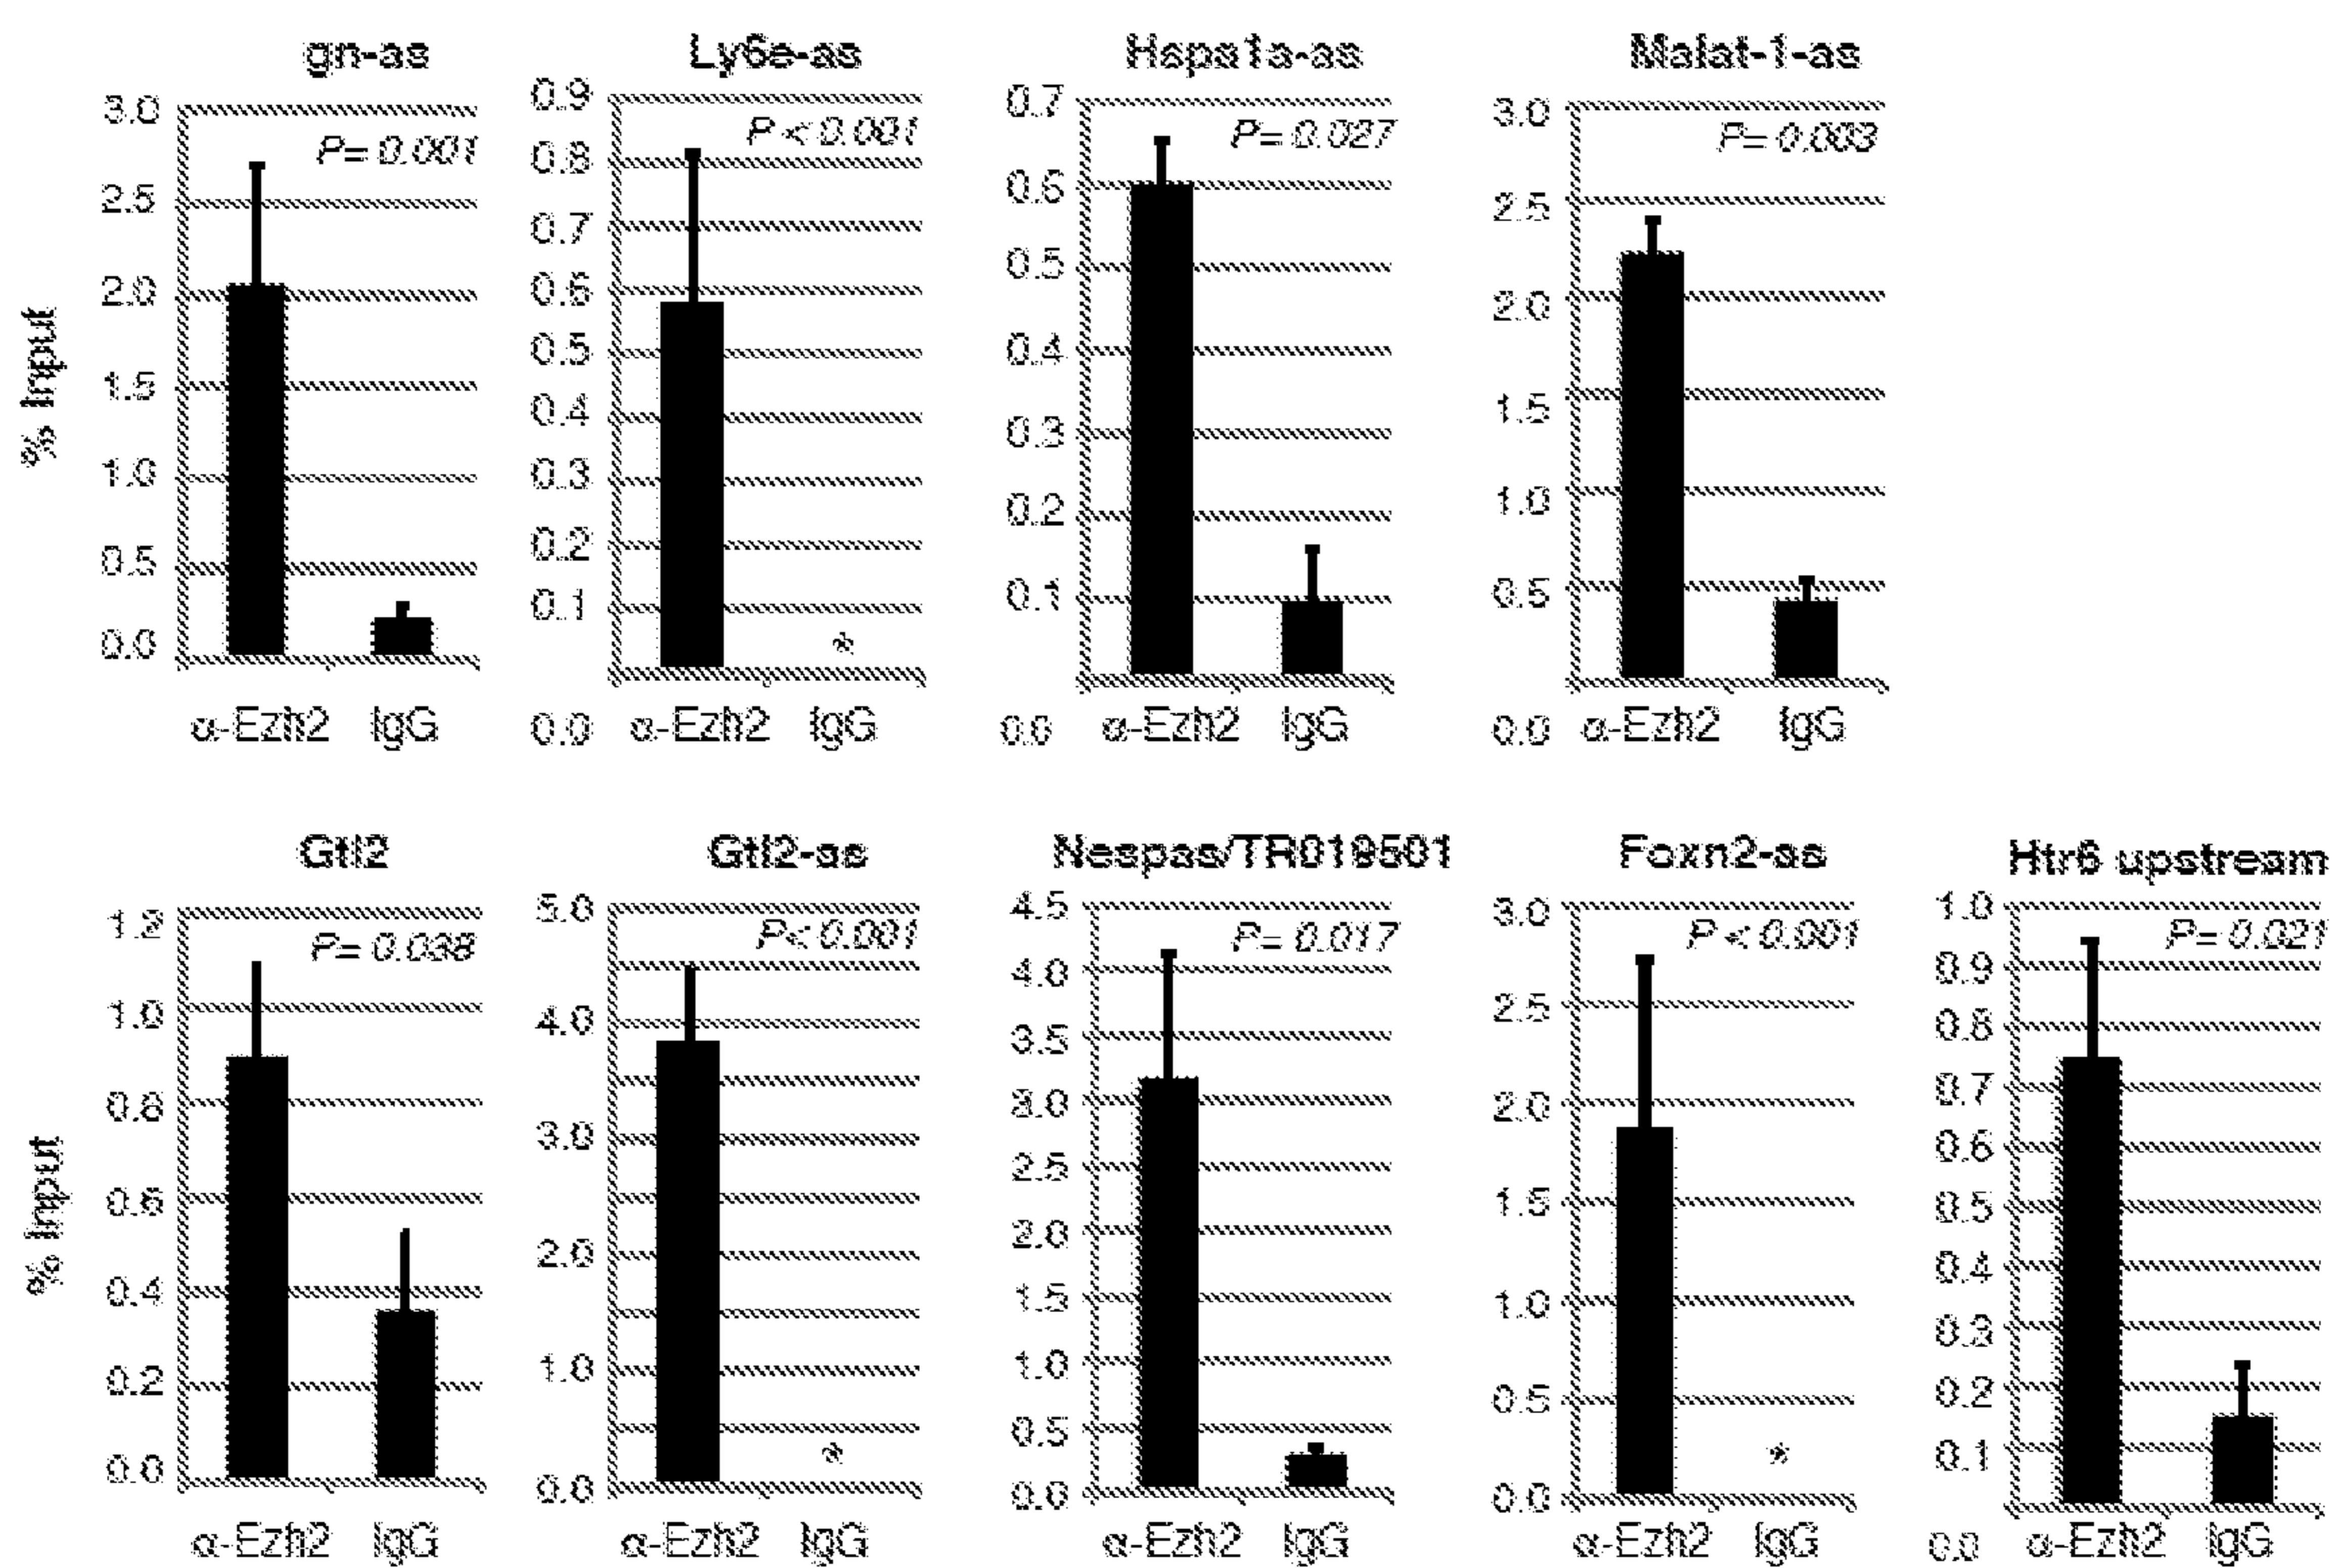 gn-as
% Input
3.0
2.5
2.0
1.5
1.0
0.5
0.0
P= 0.001
α-Ezh2 IgG
Ly6e-as
0.9
0.8
0.7
0.6
0.5
0.4
0.3
0.2
0.1
0.0
P < 0.001
*
α-Ezh2 IgG
Hspa1a-as
0.7
0.6
0.5
0.4
0.3
0.2
0.1
0.0
P= 0.027
α-Ezh2 IgG
Malat-1-as
3.0
2.5
2.0
1.5
1.0
0.5
0.0
P= 0.003
α-Ezh2 IgG
Gtl2
% Input
1.2
1.0
0.8
0.6
0.4
0.2
0.0
P= 0.038
α-Ezh2 IgG
Gtl2-as
5.0
4.0
3.0
2.0
1.0
0.0
P< 0.001
*
α-Ezh2 IgG
Nespas/TR019501
4.5
4.0
3.5
3.0
2.5
2.0
1.5
1.0
0.5
0.0
P= 0.017
α-Ezh2 IgG
Foxn2-as
3.0
2.5
2.0
1.5
1.0
0.5
0.0
P < 0.001
*
α-Ezh2 IgG
Htr6 upstream
1.0
0.9
0.8
0.7
0.6
0.5
0.4
0.3
0.2
0.1
0.0
P= 0.021
α-Ezh2 IgG